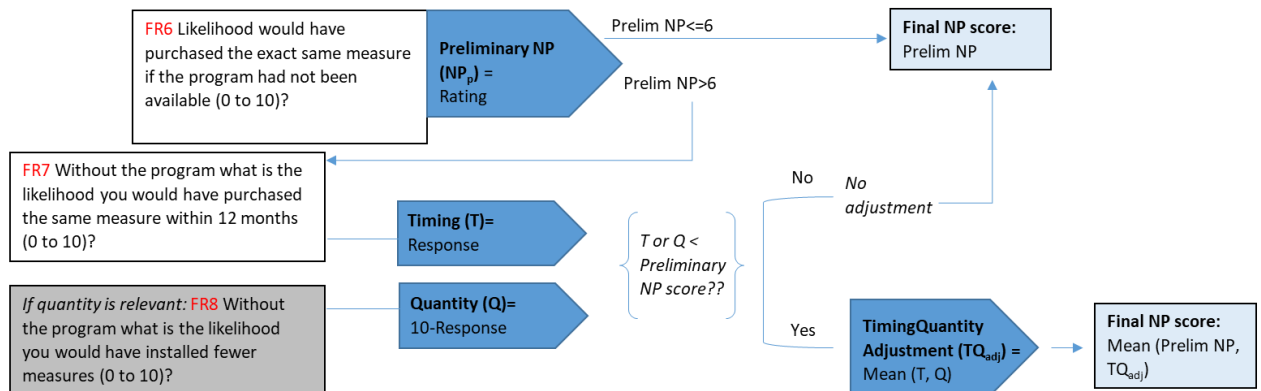 FR6 Likelihood would have
purchased the exact same measure
if the program had not been
available (0 to 10)?
Preliminary NP
(NPp) =
Rating
Prelim NP<=6
Prelim NP>6
Final NP score:
Prelim NP
FR7 Without the program what is the
likelihood you would have purchased
the same measure within 12 months
(0 to 10)?
Timing (T)=
Response
If quantity is relevant: FR8 Without
the program what is the likelihood
you would have installed fewer
measures (0 to 10)?
Quantity (Q)=
10-Response
T or Q <
Preliminary
NP score??
No
No
adjustment
Yes
TimingQuantity
Adjustment (TQadj) =
Mean (T, Q)
Final NP score:
Mean (Prelim NP,
TQadj)